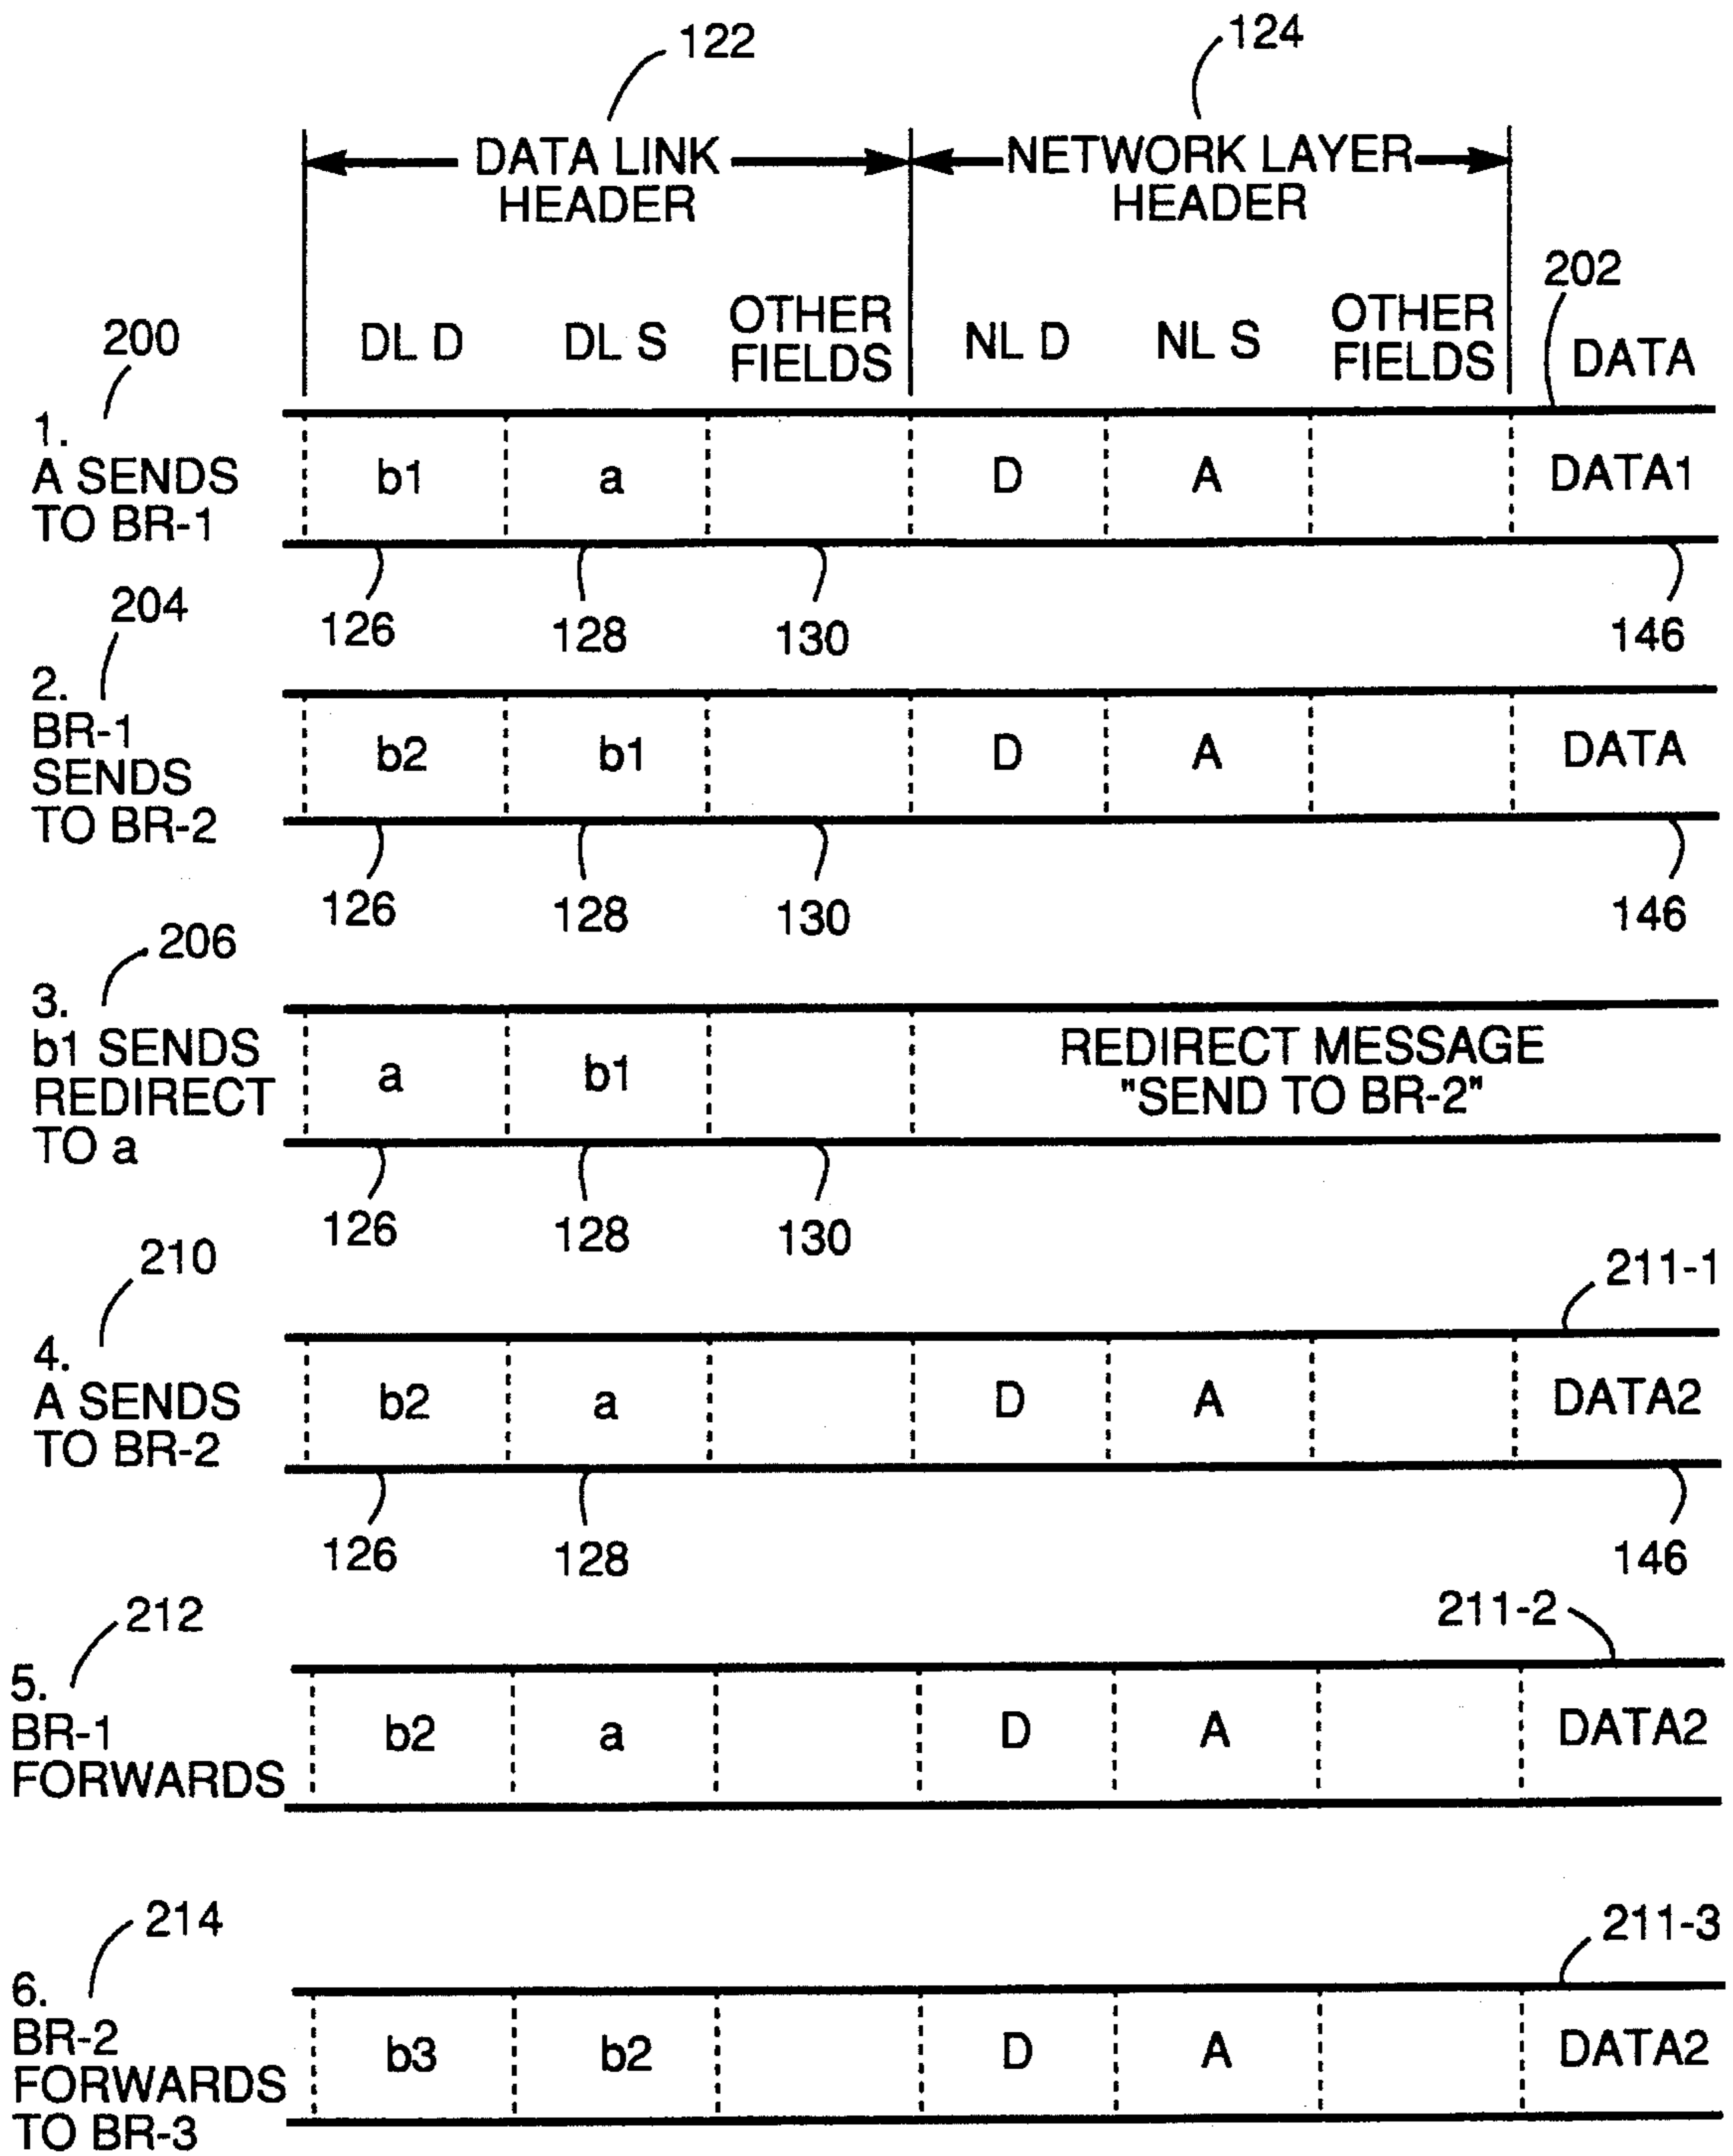 122
124
DATA LINK
HEADER
NETWORK LAYER
HEADER
202
200
DL D
DL S
OTHER
FIELDS
NL D
NL S
OTHER
FIELDS
DATA
1.
A SENDS
TO BR-1
b1
a
D
A
DATA1
126
128
130
146
204
2.
BR-1
SENDS
TO BR-2
b2
b1
D
A
DATA
126
128
130
146
206
3.
b1 SENDS
REDIRECT
TO a
a
b1
REDIRECT MESSAGE
"SEND TO BR-2"
126
128
130
210
211-1
4.
A SENDS
TO BR-2
b2
a
D
A
DATA2
126
128
146
212
211-2
5.
BR-1
FORWARDS
b2
a
D
A
DATA2
214
211-3
6.
BR-2
FORWARDS
TO BR-3
b3
b2
D
A
DATA2